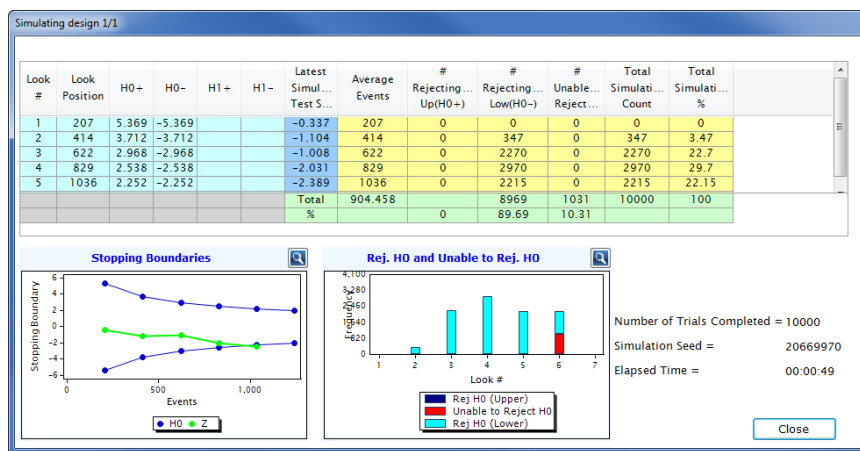 Simulating design 1/1
Look # Look Position H0+ H0- H1+ H1- Latest Simul... Test S... Average Events # Rejecting... Up(H0+) # Rejecting... Low(H0-) # Unable... Reject... Total Simulati... Count Total Simulati... %
1 207 5.369 -5.369 -0.337 207 0 0 0 0 0
2 414 3.712 -3.712 -1.104 414 0 347 0 347 3.47
3 622 2.968 -2.968 -1.008 622 0 2270 0 2270 22.7
4 829 2.538 -2.538 -2.031 829 0 2970 0 2970 29.7
5 1036 2.252 -2.252 -2.389 1036 0 2215 0 2215 22.15
Total 904.458 8969 1031 10000 100
% 0 89.69 10.31
Stopping Boundaries
Stopping Boundary
6
4
2
0
-2
-4
-6
0 500 1,000
Events
H0 Z
Rej. H0 and Unable to Rej. H0
Frequency
4,100
820
0
1 2 3 4 5 6 7
Look #
Rej H0 (Upper)
Unable to Reject H0
Rej H0 (Lower)
Number of Trials Completed = 10000
Simulation Seed = 20669970
Elapsed Time = 00:00:49
Close